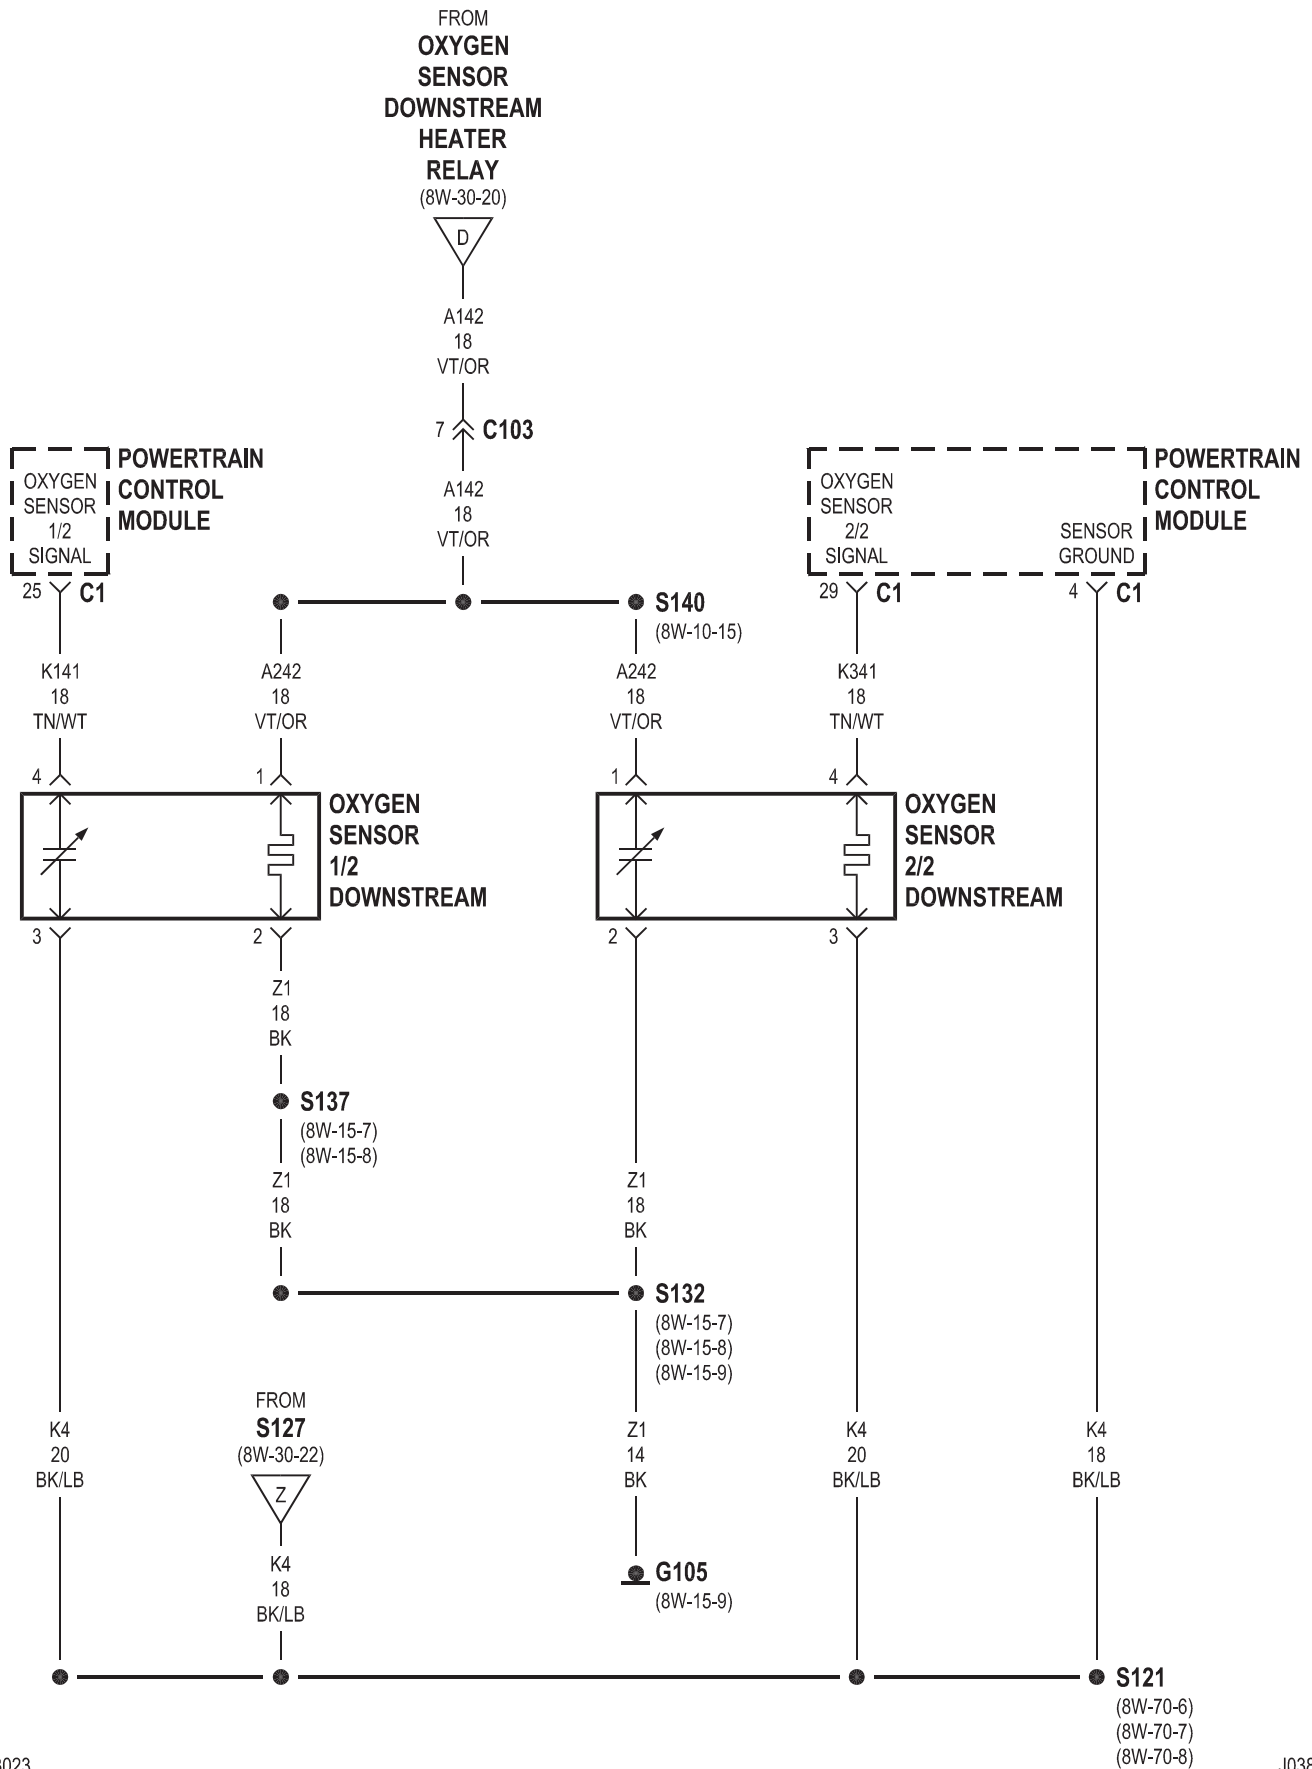 FROM
OXYGEN
SENSOR
DOWNSTREAM
HEATER
RELAY
(8W-30-20)
D
A142
18
VT/OR
7 C103
A142
18
VT/OR
POWERTRAIN
CONTROL
MODULE
OXYGEN
SENSOR
1/2
SIGNAL
25 C1
POWERTRAIN
CONTROL
MODULE
OXYGEN
SENSOR
2/2
SIGNAL
SENSOR
GROUND
29 C1
4 C1
S140
(8W-10-15)
K141
18
TN/WT
A242
18
VT/OR
A242
18
VT/OR
K341
18
TN/WT
4
1
1
4
OXYGEN
SENSOR
1/2
DOWNSTREAM
OXYGEN
SENSOR
2/2
DOWNSTREAM
3
2
2
3
Z1
18
BK
S137
(8W-15-7)
(8W-15-8)
Z1
18
BK
Z1
18
BK
S132
(8W-15-7)
(8W-15-8)
(8W-15-9)
FROM
S127
(8W-30-22)
Z
K4
20
BK/LB
Z1
14
BK
K4
20
BK/LB
K4
18
BK/LB
K4
18
BK/LB
G105
(8W-15-9)
S121
(8W-70-6)
(8W-70-7)
(8W-70-8)